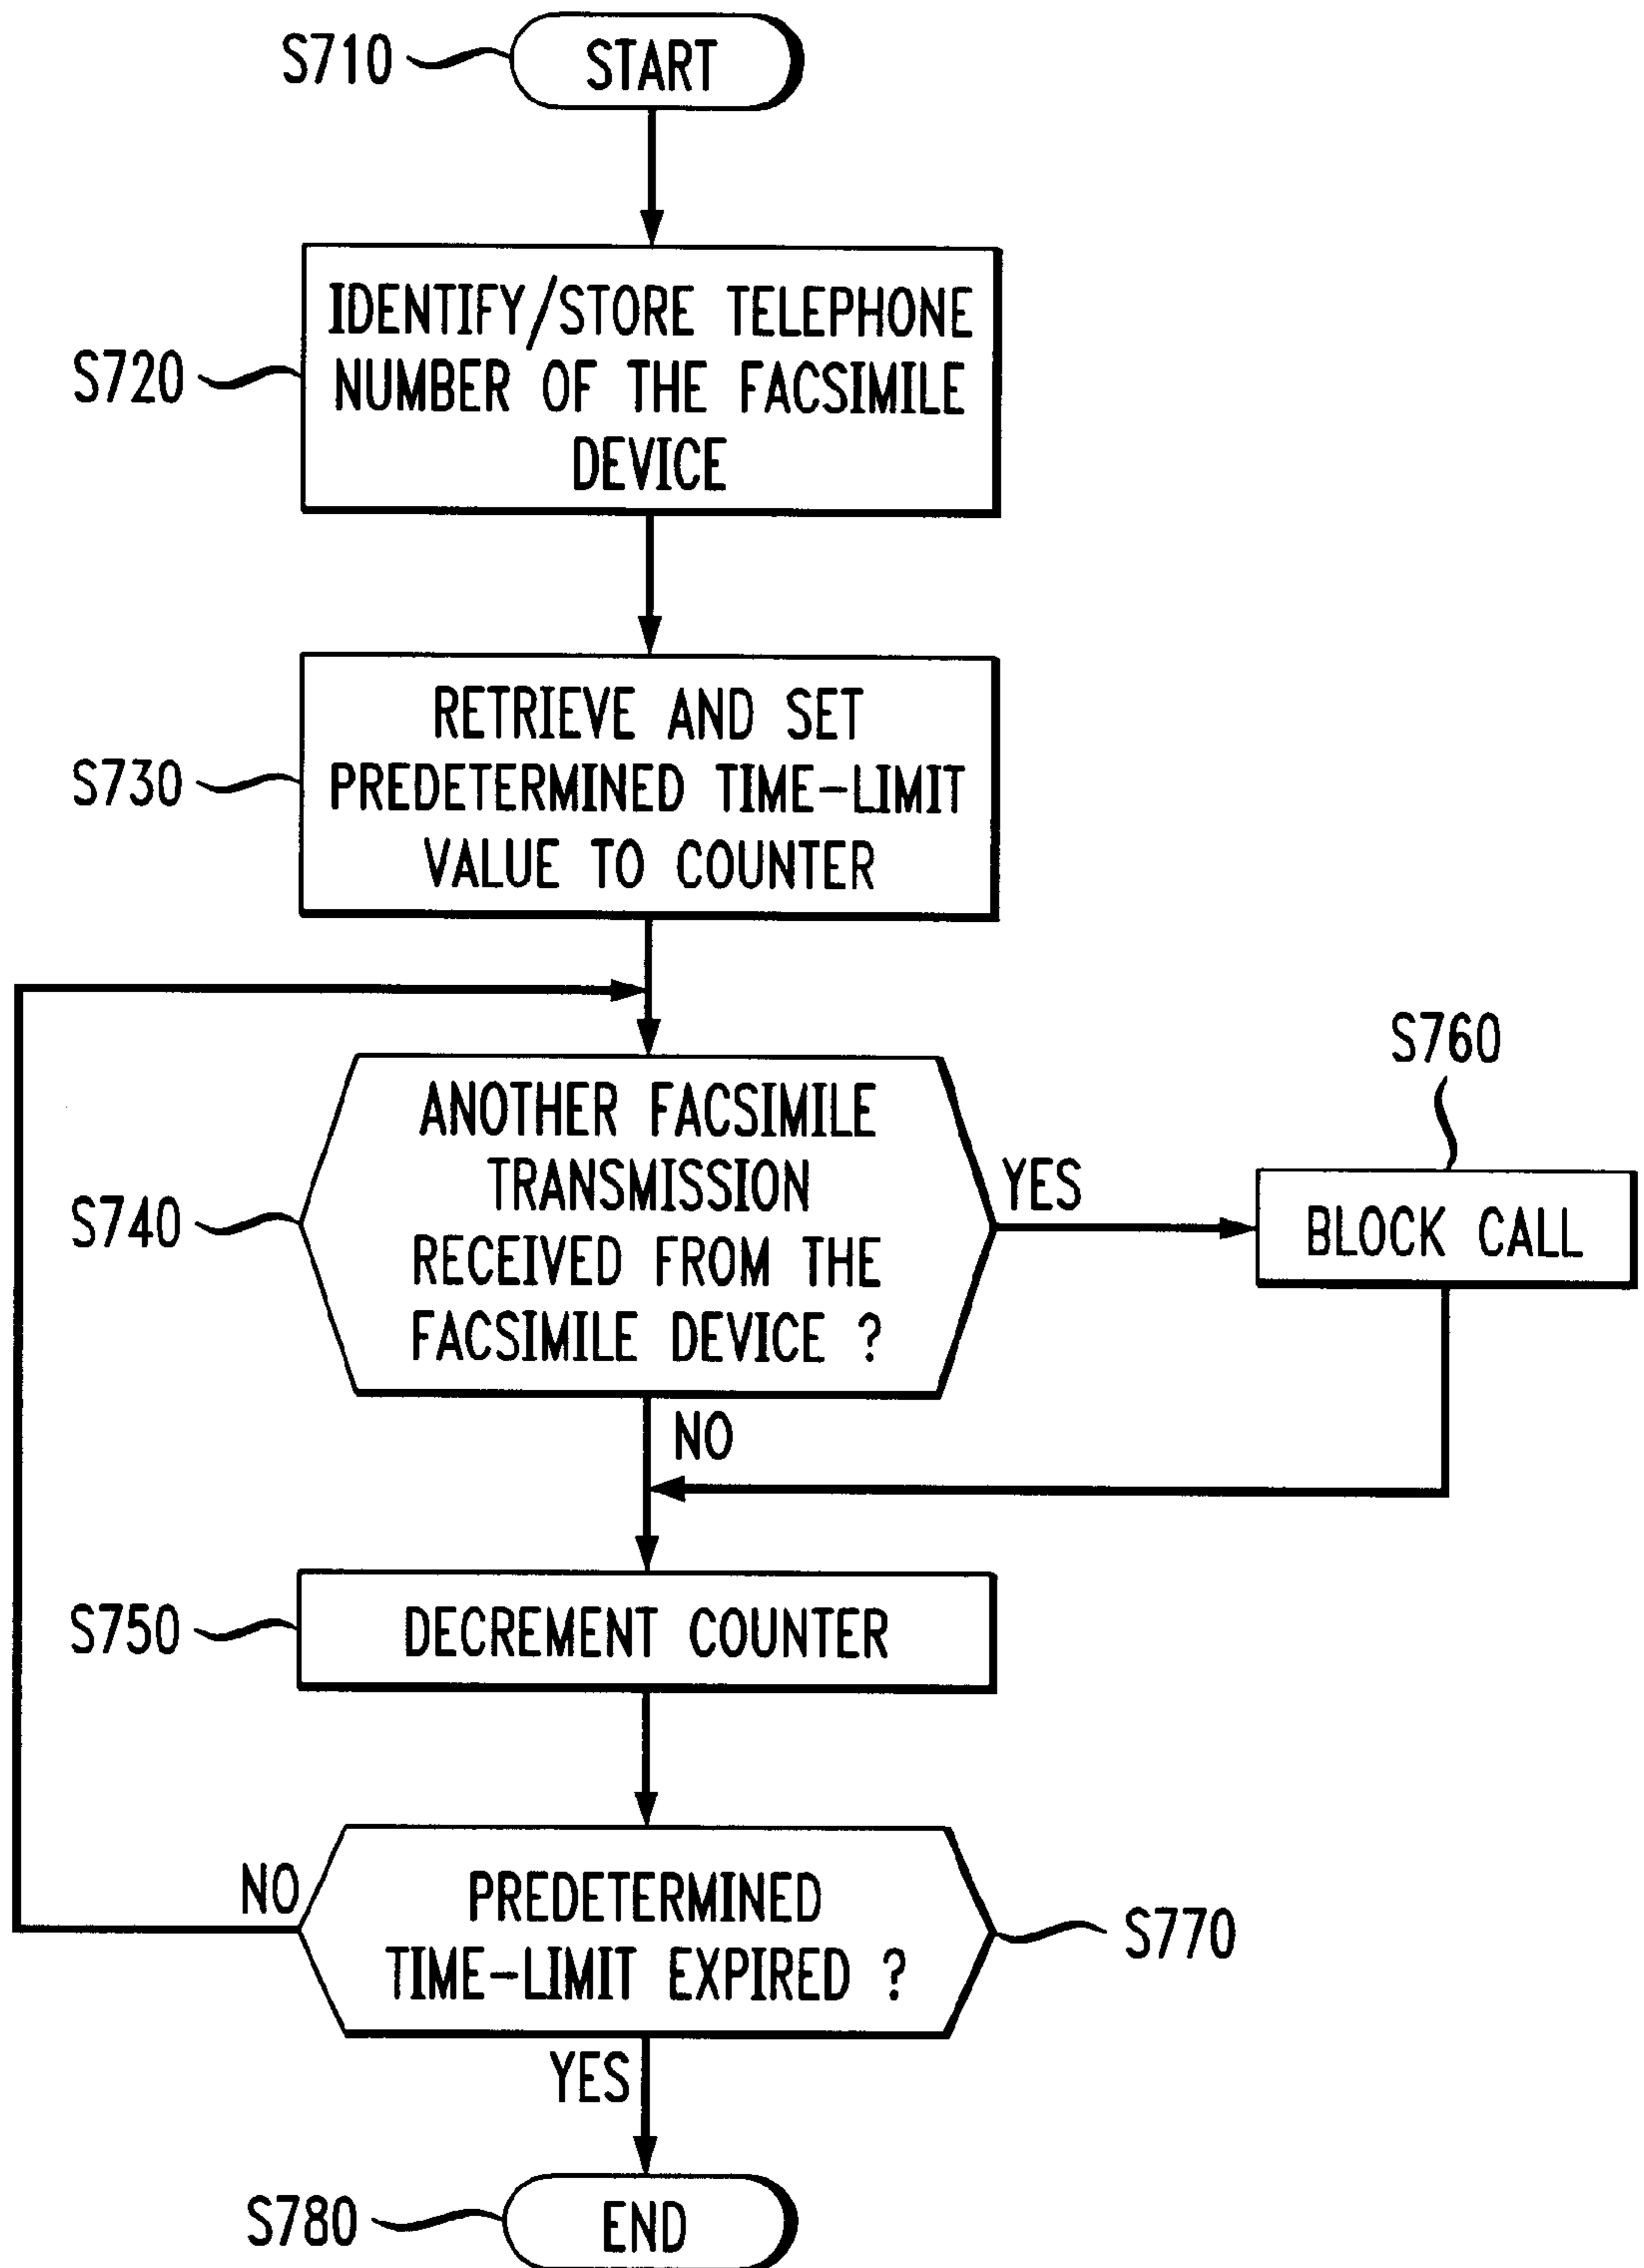 S710
START
S720
IDENTIFY/STORE TELEPHONE
NUMBER OF THE FACSIMILE
DEVICE
S730
RETRIEVE AND SET
PREDETERMINED TIME-LIMIT
VALUE TO COUNTER
S740
ANOTHER FACSIMILE
TRANSMISSION
RECEIVED FROM THE
FACSIMILE DEVICE ?
YES
S760
BLOCK CALL
NO
S750
DECREMENT COUNTER
NO
PREDETERMINED
TIME-LIMIT EXPIRED ?
S770
YES
S780
END